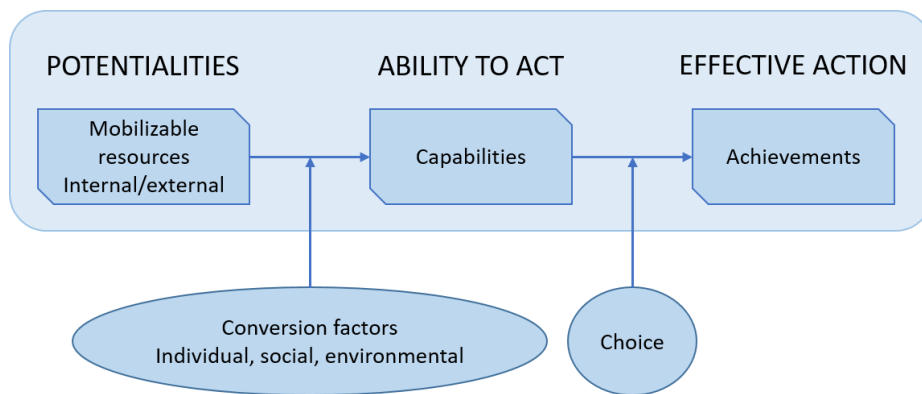 POTENTIALITIES
ABILITY TO ACT
EFFECTIVE ACTION
Mobilizable
resources
Internal/external
Capabilities
Achievements
Conversion factors
Individual, social, environmental
Choice